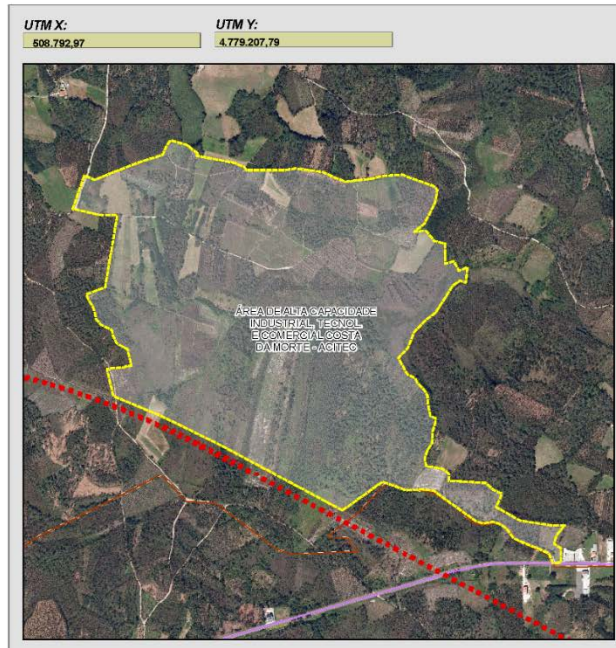 UTM X:
UTM Y:
508.792,97
4.779.207,79
ÁREA DE ALTA CAPACIDADE
INDUSTRIAL, TECNOL.
E COMERCIAL COSTA
DA MORTE - ACITEC